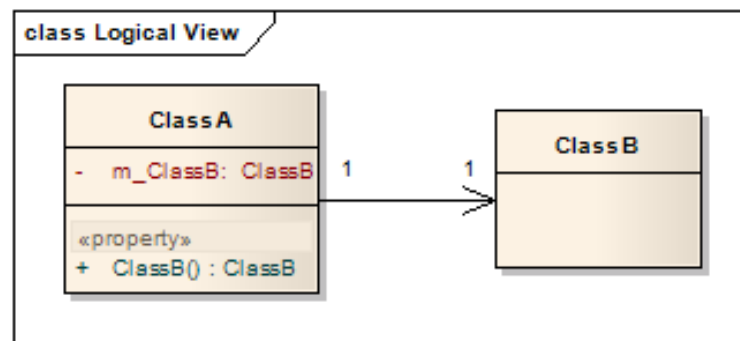 class Logical View
ClassA
- m_ClassB: ClassB
«property»
+ ClassB() : ClassB
1
1
ClassB